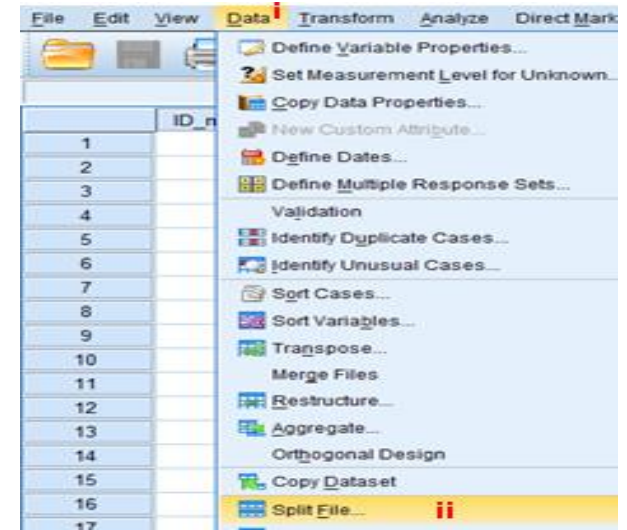 File Edit View Data i Transform Analyze Direct Mark
Define Variable Properties...
Set Measurement Level for Unknown...
Copy Data Properties...
New Custom Attribute...
Define Dates...
Define Multiple Response Sets...
Validation
Identify Duplicate Cases...
Identify Unusual Cases...
Sort Cases...
Sort Variables...
Transpose...
Merge Files
Restructure...
Aggregate...
Orthogonal Design
Copy Dataset
Split File... ii
ID_n
1
2
3
4
5
6
7
8
9
10
11
12
13
14
15
16
17